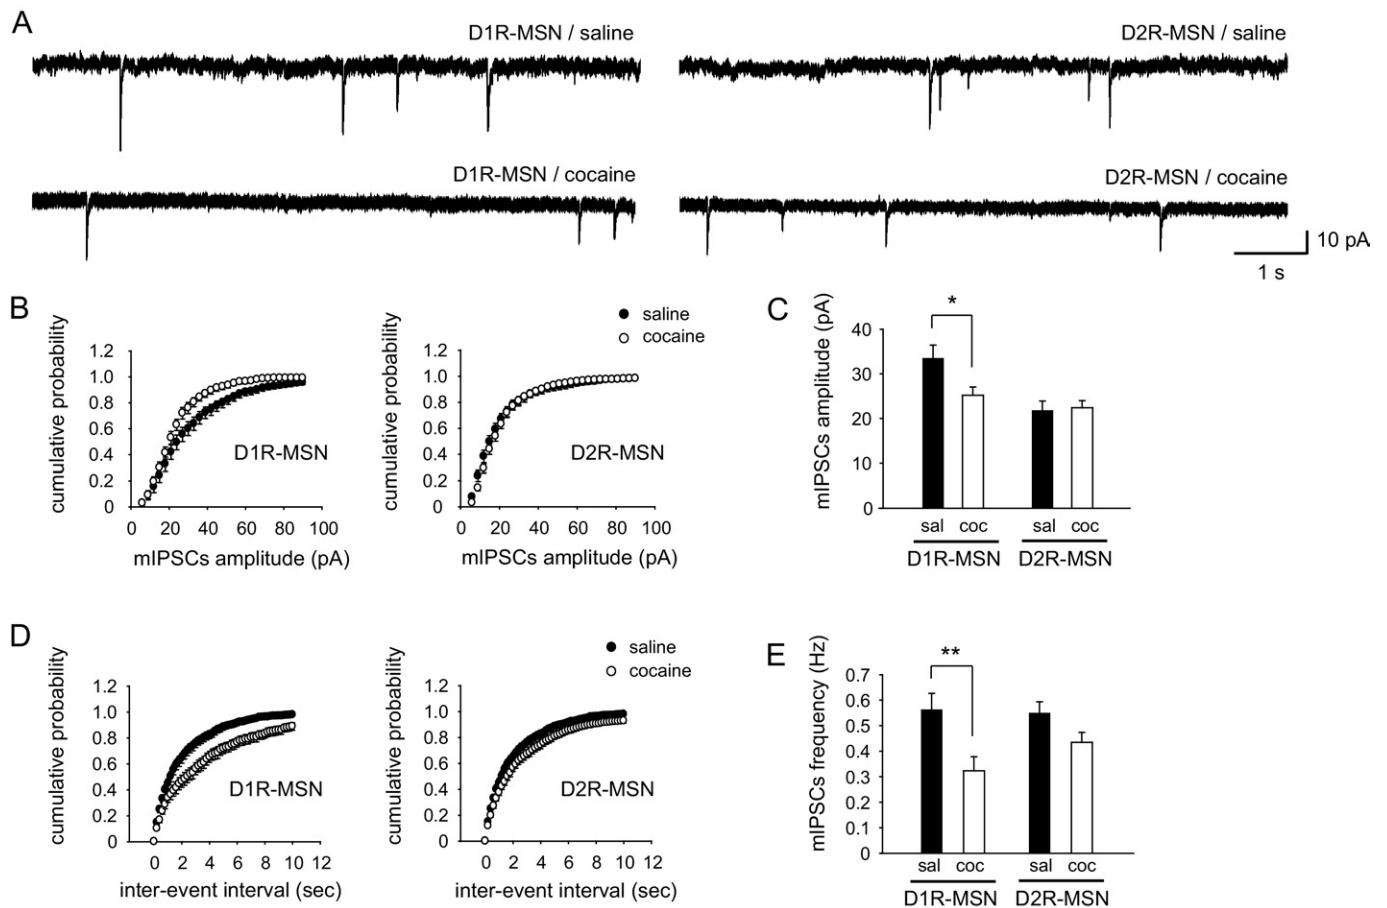 A
D1R-MSN / saline
D2R-MSN / saline
D1R-MSN / cocaine
D2R-MSN / cocaine
10 pA
1 s
B
cumulative probability
1.2
1.0
0.8
0.6
0.4
0.2
0
D1R-MSN
0 20 40 60 80 100
mIPSCs amplitude (pA)
cumulative probability
saline
cocaine
1.2
1.0
0.8
0.6
0.4
0.2
0
D2R-MSN
0 20 40 60 80 100
mIPSCs amplitude (pA)
C
mIPSCs amplitude (pA)
*
40
30
20
10
0
sal coc sal coc
D1R-MSN D2R-MSN
D
cumulative probability
1.2
1.0
0.8
0.6
0.4
0.2
0
D1R-MSN
0 2 4 6 8 10 12
inter-event interval (sec)
cumulative probability
saline
cocaine
1.2
1.0
0.8
0.6
0.4
0.2
0
D2R-MSN
0 2 4 6 8 10 12
inter-event interval (sec)
E
mIPSCs frequency (Hz)
**
0.7
0.6
0.5
0.4
0.3
0.2
0.1
0
sal coc sal coc
D1R-MSN D2R-MSN